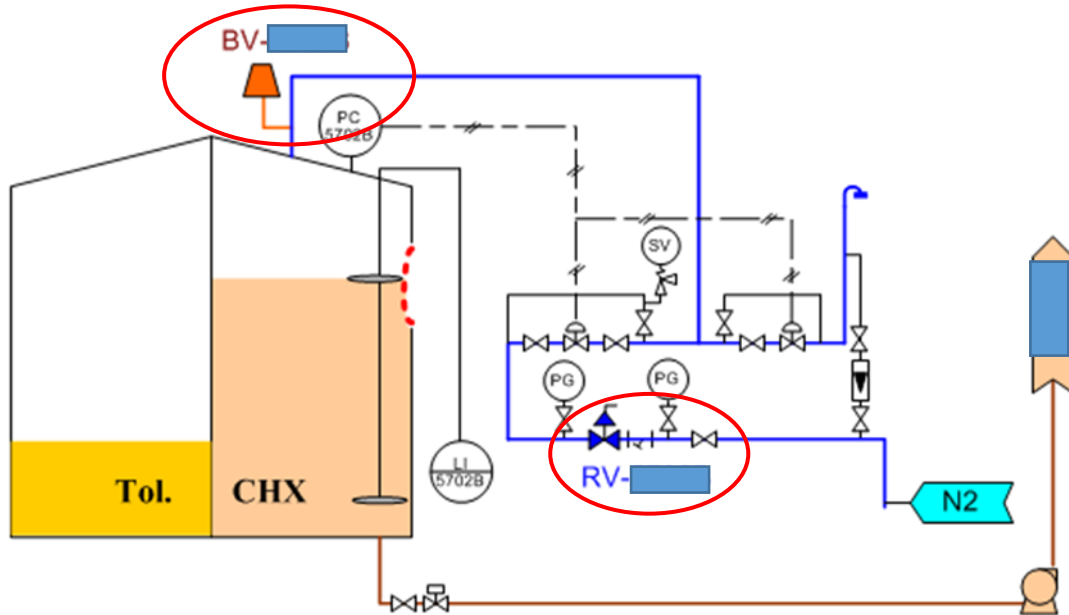 BV-
PC
5702B
SV
PG
PG
LI
5702B
Tol.
CHX
RV-
N2